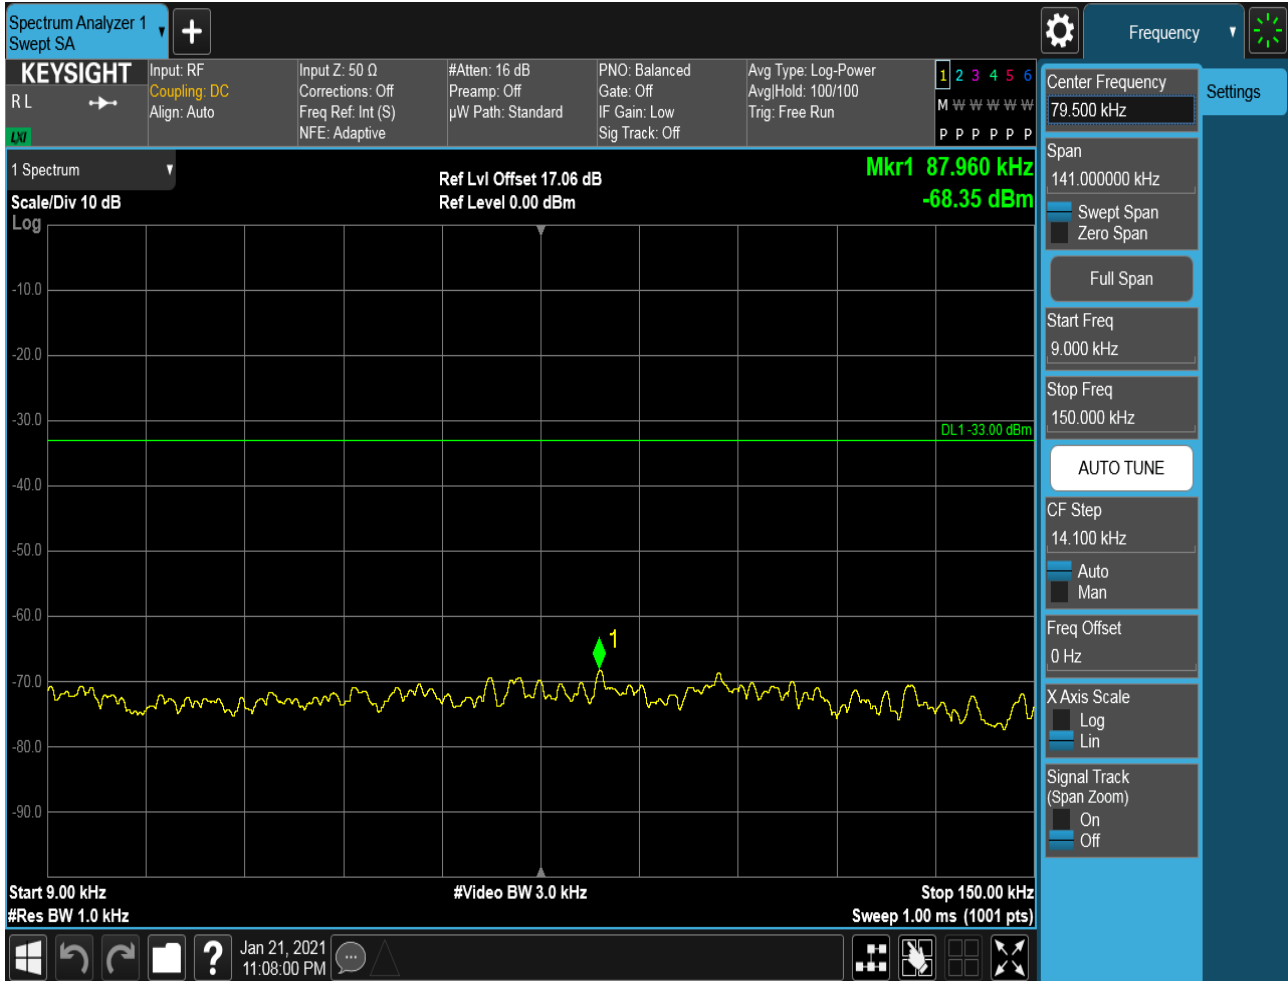 Spectrum Analyzer 1
Swept SA
Frequency
KEYSIGHT
R L
LXI
Input: RF
Coupling: DC
Align: Auto
Input Z: 50 Ω
Corrections: Off
Freq Ref: Int (S)
NFE: Adaptive
#Atten: 16 dB
Preamp: Off
µW Path: Standard
PNO: Balanced
Gate: Off
IF Gain: Low
Sig Track: Off
Avg Type: Log-Power
Avg|Hold: 100/100
Trig: Free Run
1 2 3 4 5 6
M W W W W W
P P P P P P
1 Spectrum
Scale/Div 10 dB
Log
Ref Lvl Offset 17.06 dB
Ref Level 0.00 dBm
Mkr1 87.960 kHz
-68.35 dBm
-10.0
-20.0
-30.0
DL1 -33.00 dBm
-40.0
-50.0
-60.0
1
-70.0
-80.0
-90.0
Start 9.00 kHz
#Video BW 3.0 kHz
Stop 150.00 kHz
#Res BW 1.0 kHz
Sweep 1.00 ms (1001 pts)
Center Frequency
79.500 kHz
Settings
Span
141.000000 kHz
Swept Span
Zero Span
Full Span
Start Freq
9.000 kHz
Stop Freq
150.000 kHz
AUTO TUNE
CF Step
14.100 kHz
Auto
Man
Freq Offset
0 Hz
X Axis Scale
Log
Lin
Signal Track
(Span Zoom)
On
Off
?
Jan 21, 2021
11:08:00 PM